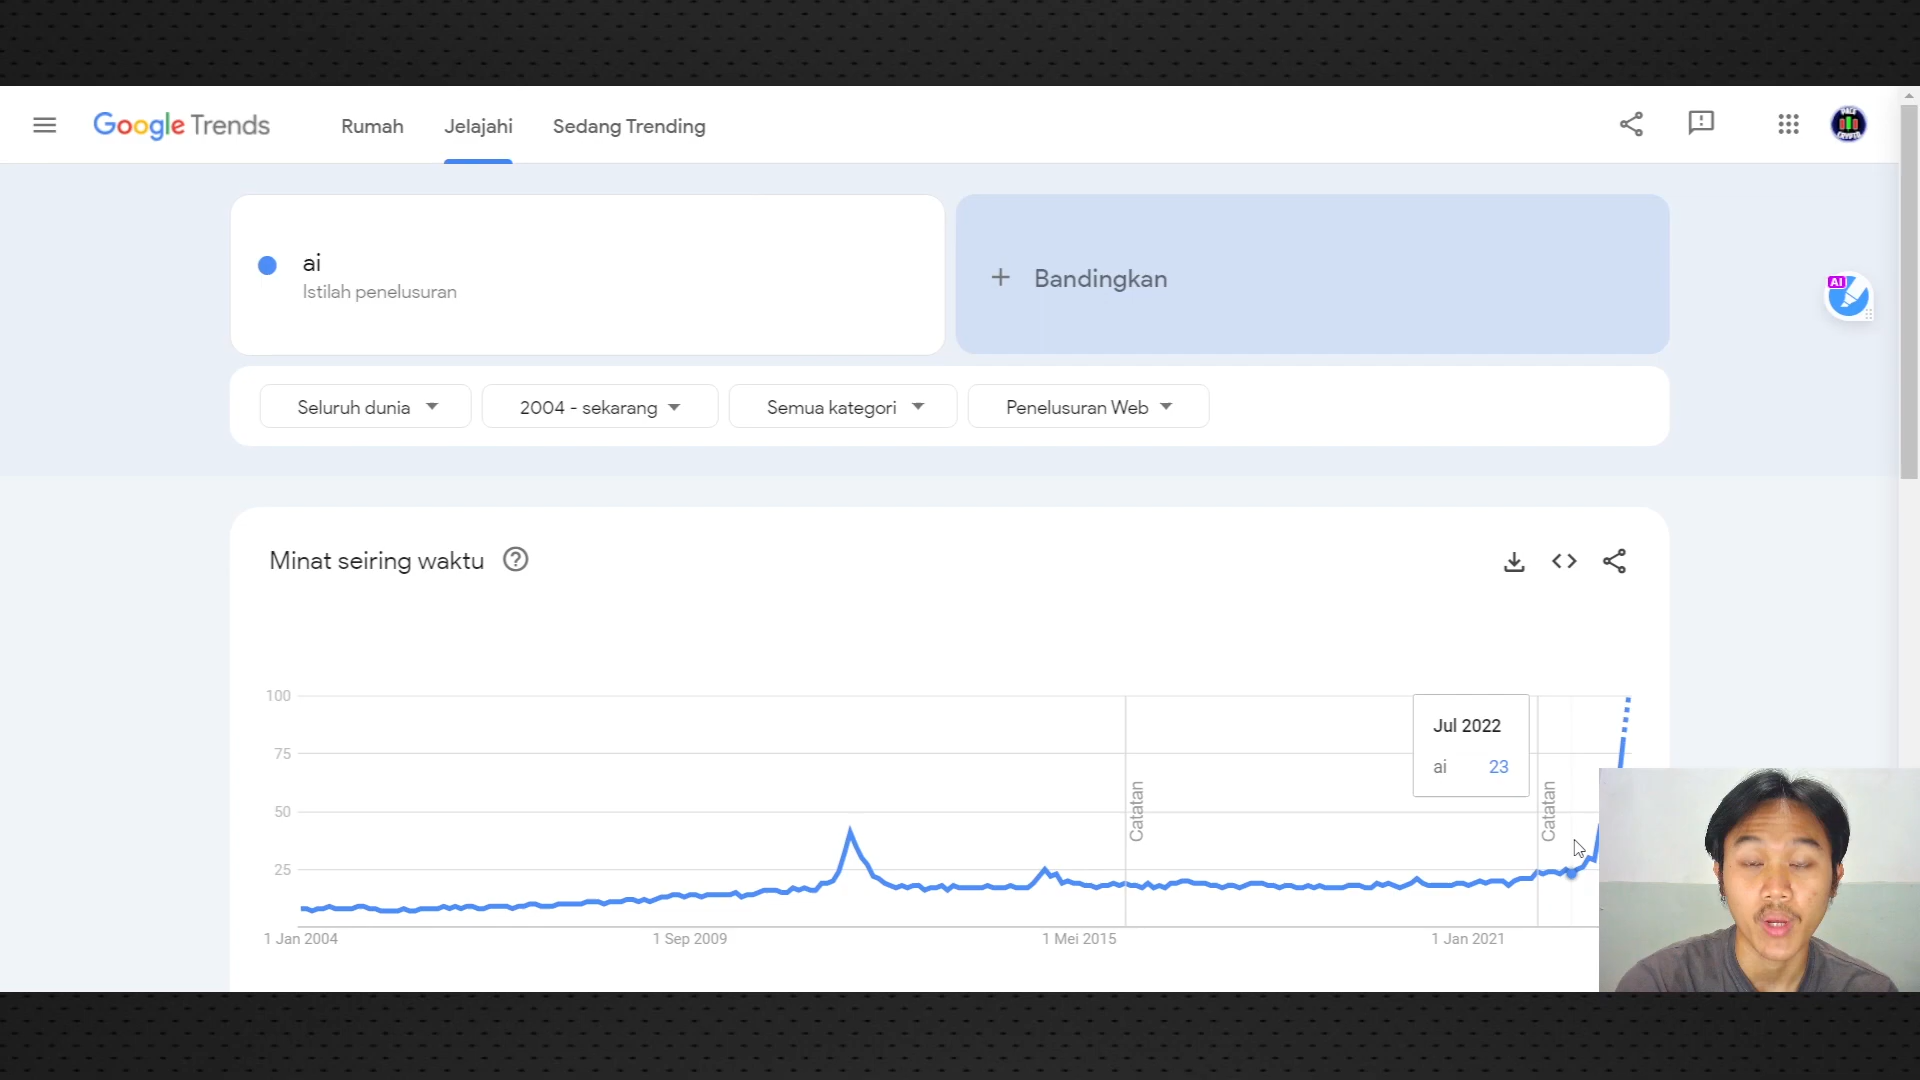 Google Trends
Rumah
Jelajahi
Sedang Trending
ai
Istilah penelusuran
+ Bandingkan
AI
Seluruh dunia
2004 - sekarang
Semua kategori
Penelusuran Web
Minat seiring waktu
100
75
50
25
Catatan
Catatan
Jul 2022
ai 23
1 Jan 2004
1 Sep 2009
1 Mei 2015
1 Jan 2021